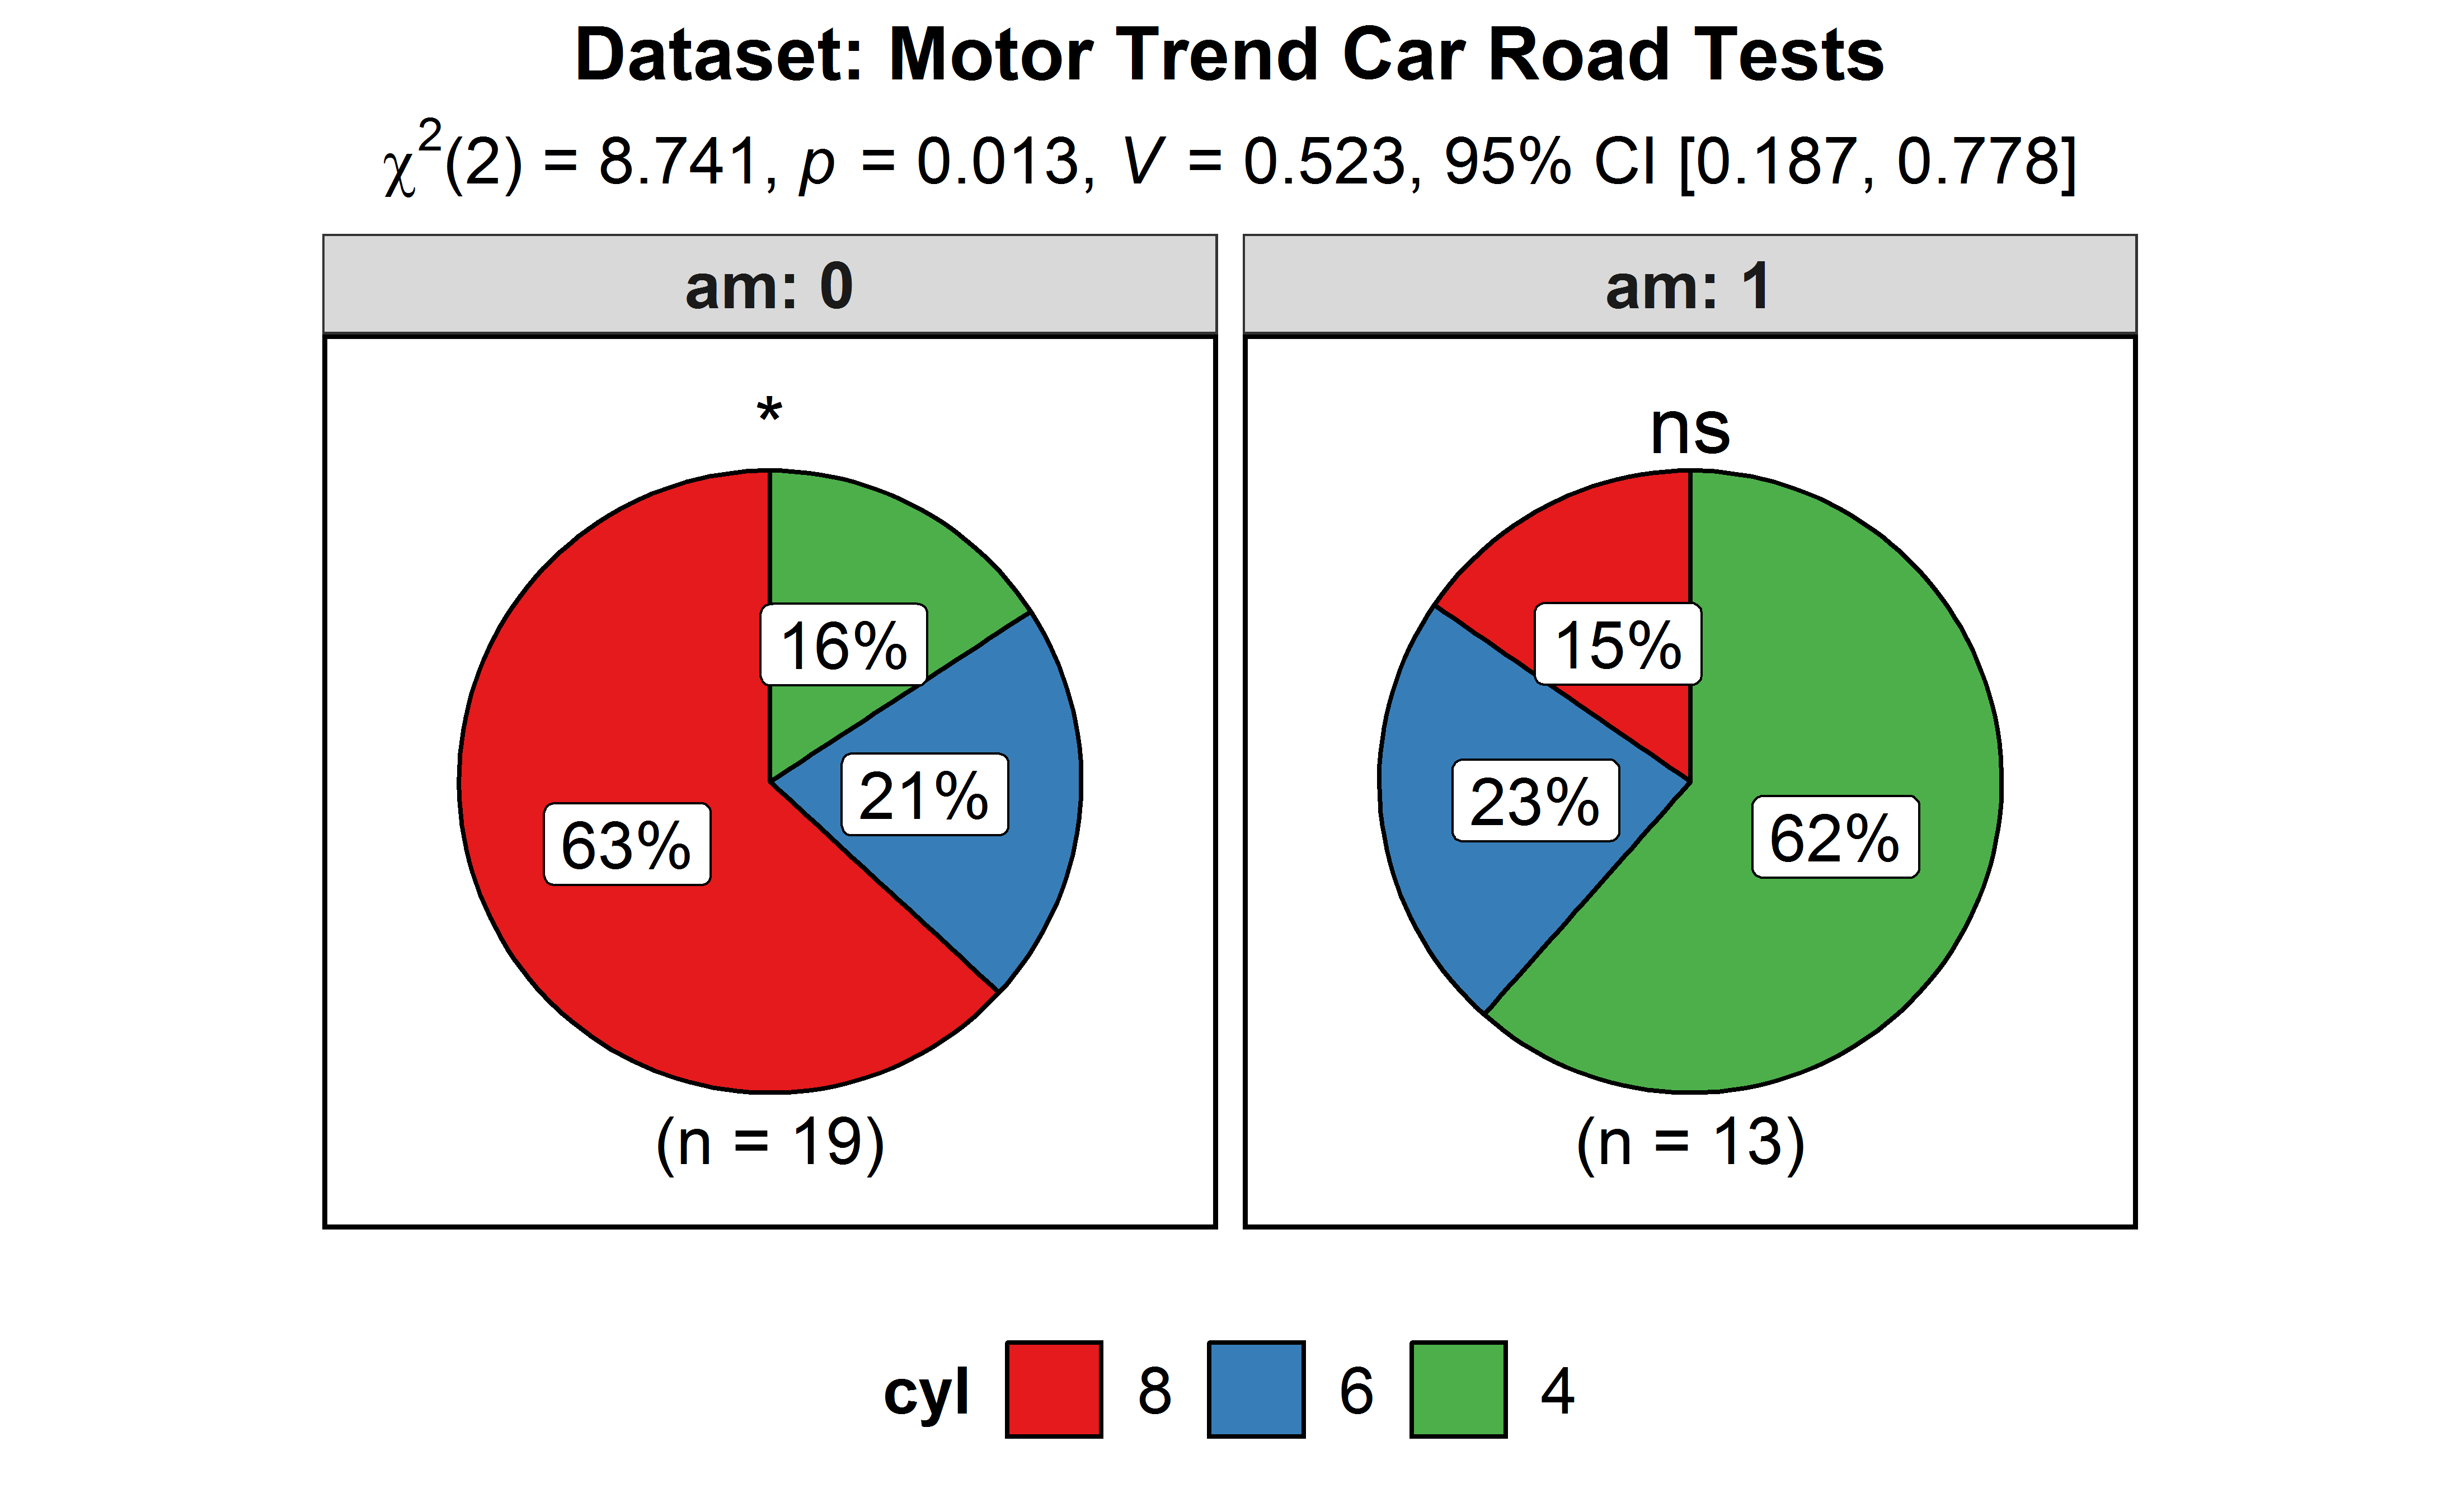 Dataset: Motor Trend Car Road Tests
χ²(2) = 8.741, p = 0.013, V = 0.523, 95% CI [0.187, 0.778]
am: 0
*
16%
21%
63%
(n = 19)
am: 1
ns
15%
23%
62%
(n = 13)
cyl 8 6 4